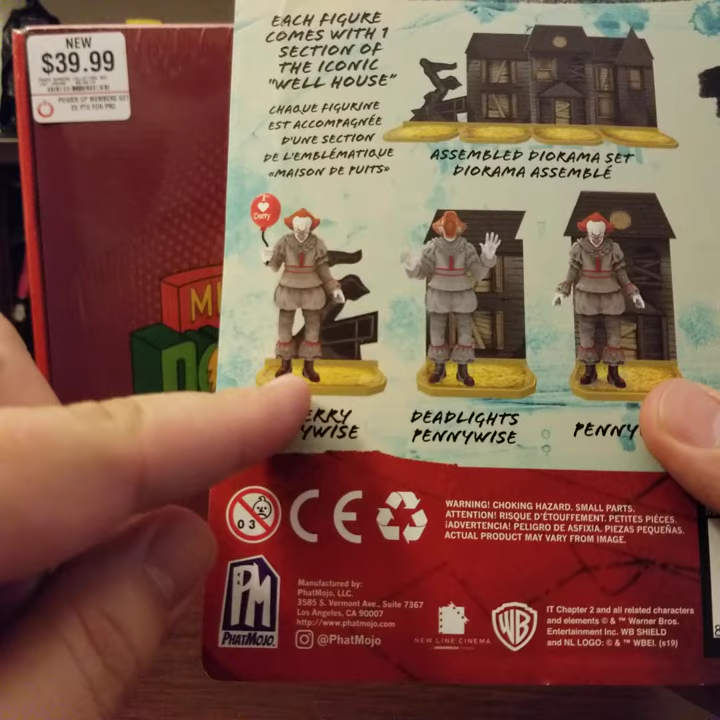 NEW
$39.99
EACH FIGURE
COMES WITH 1
SECTION OF
THE ICONIC
"WELL HOUSE"
CHAQUE FIGURINE
EST ACCOMPAGNÉE
D'UNE SECTION
DE L'EMBLÉMATIQUE
«MAISON DE PUITS»
ASSEMBLED DIORAMA SET
DIORAMA ASSEMBLÉ
I
Derry
ERRY
YWISE
DEADLIGHTS
PENNYWISE
PENNY
0 3
CE
WARNING! CHOKING HAZARD. SMALL PARTS.
ATTENTION! RISQUE D'ÉTOUFFEMENT. PETITES PIÈCES.
¡ADVERTENCIA! PELIGRO DE ASFIXIA. PIEZAS PEQUEÑAS.
ACTUAL PRODUCT MAY VARY FROM IMAGE.
PM
PHATMOJO
Manufactured by:
PhatMojo, LLC.
3585 S. Vermont Ave., Suite 7367
Los Angeles, CA 90007
http://www.phatmojo.com
@PhatMojo
NEW LINE CINEMA
WB
IT Chapter 2 and all related characters
and elements © & ™ Warner Bros.
Entertainment Inc. WB SHIELD
and NL LOGO: © & ™ WBEI. (s19)